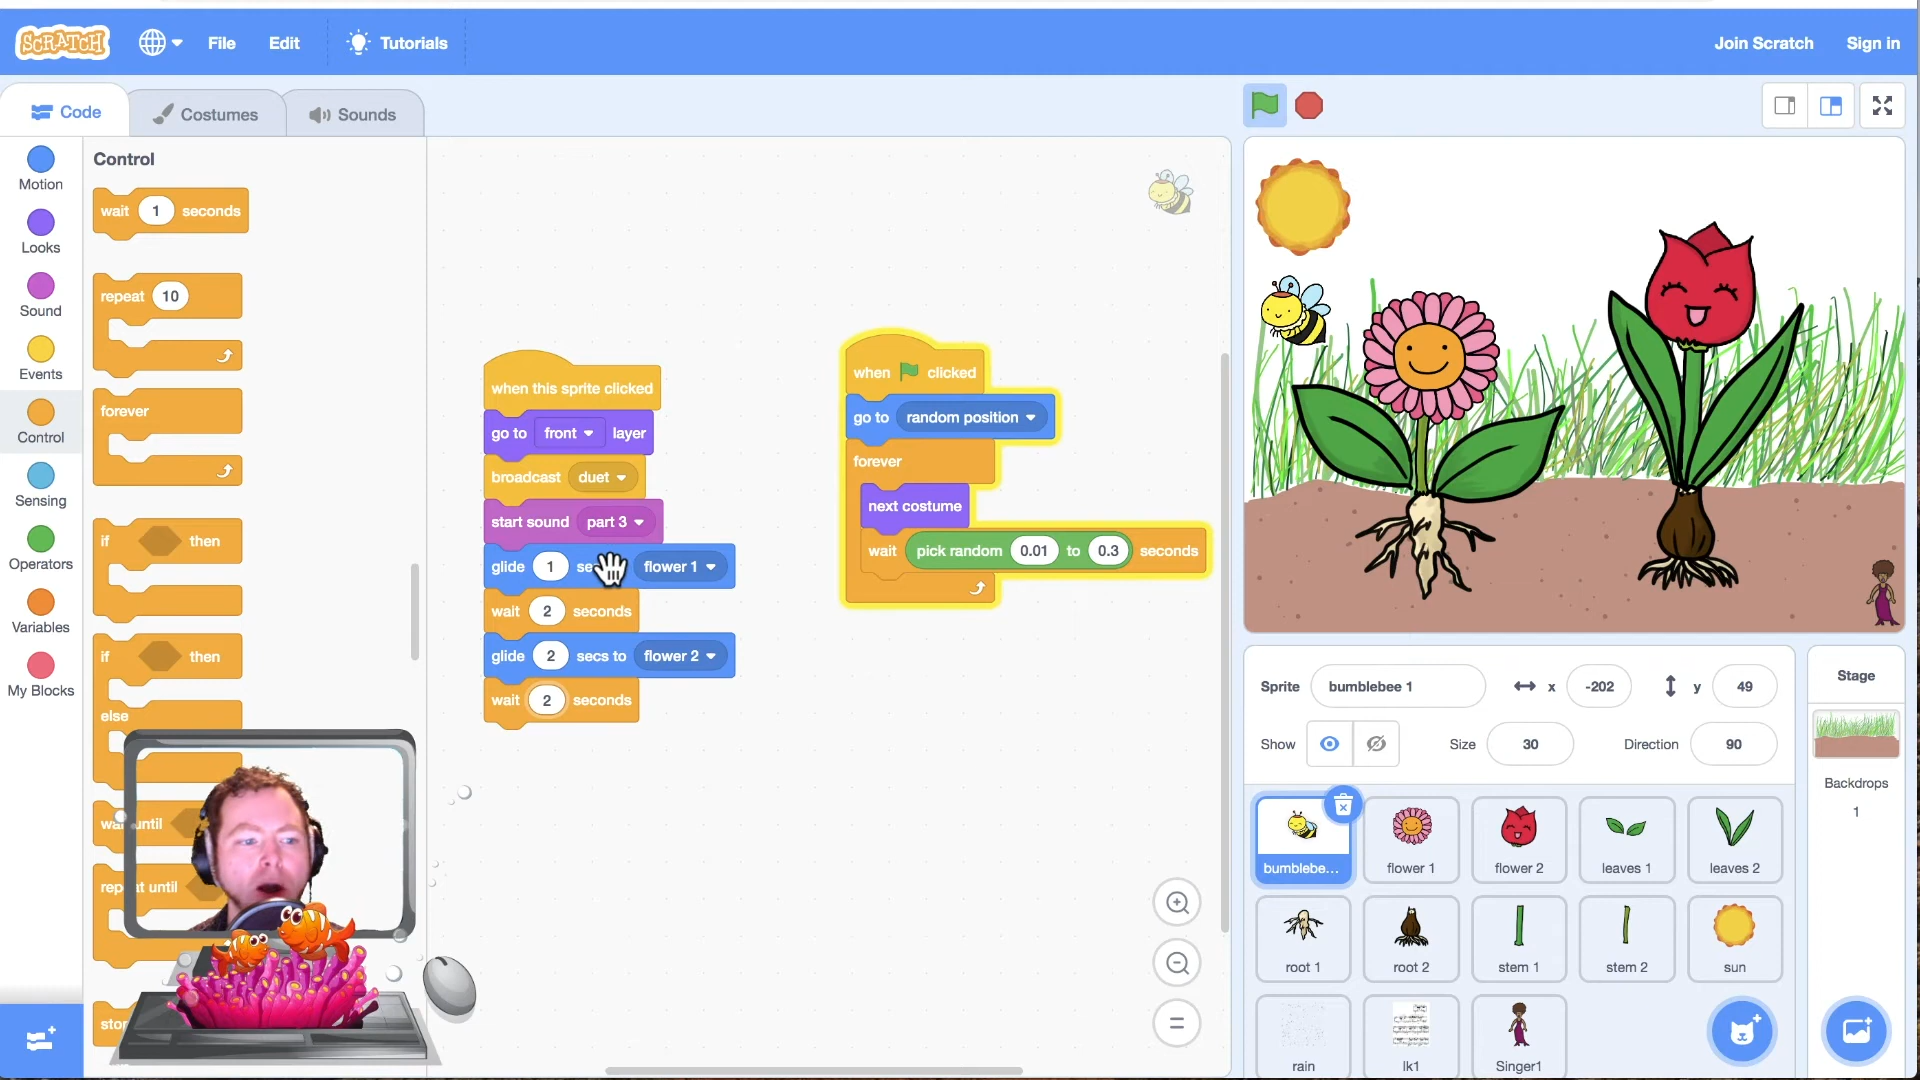 SCRATCH
File
Edit
Tutorials
Join Scratch
Sign in
Code
Costumes
Sounds
Motion
Looks
Sound
Events
Control
Sensing
Operators
Variables
My Blocks
Control
wait 1 seconds
repeat 10
forever
if then
if then
else
wait until
repeat until
stop
when this sprite clicked
go to front layer
broadcast duet
start sound part 3
glide 1 se flower 1
wait 2 seconds
glide 2 secs to flower 2
wait 2 seconds
when clicked
go to random position
forever
next costume
wait pick random 0.01 to 0.3 seconds
Sprite bumblebee 1 x -202 y 49
Show Size 30 Direction 90
bumblebe...
flower 1
flower 2
leaves 1
leaves 2
root 1
root 2
stem 1
stem 2
sun
rain
lk1
Singer1
Stage
Backdrops
1